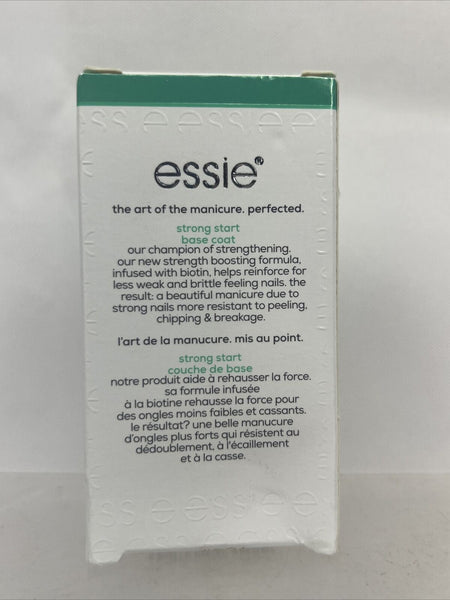 essie®
the art of the manicure. perfected.
strong start
base coat
our champion of strengthening.
our new strength boosting formula,
infused with biotin, helps reinforce for
less weak and brittle feeling nails. the
result: a beautiful manicure due to
strong nails more resistant to peeling,
chipping & breakage.
l'art de la manucure. mis au point.
strong start
couche de base
notre produit aide à rehausser la force.
sa formule infusée
à la biotine rehausse la force pour
des ongles moins faibles et cassants.
le résultat? une belle manucure
d'ongles plus forts qui résistent au
dédoublement, à l'écaillement
et à la casse.